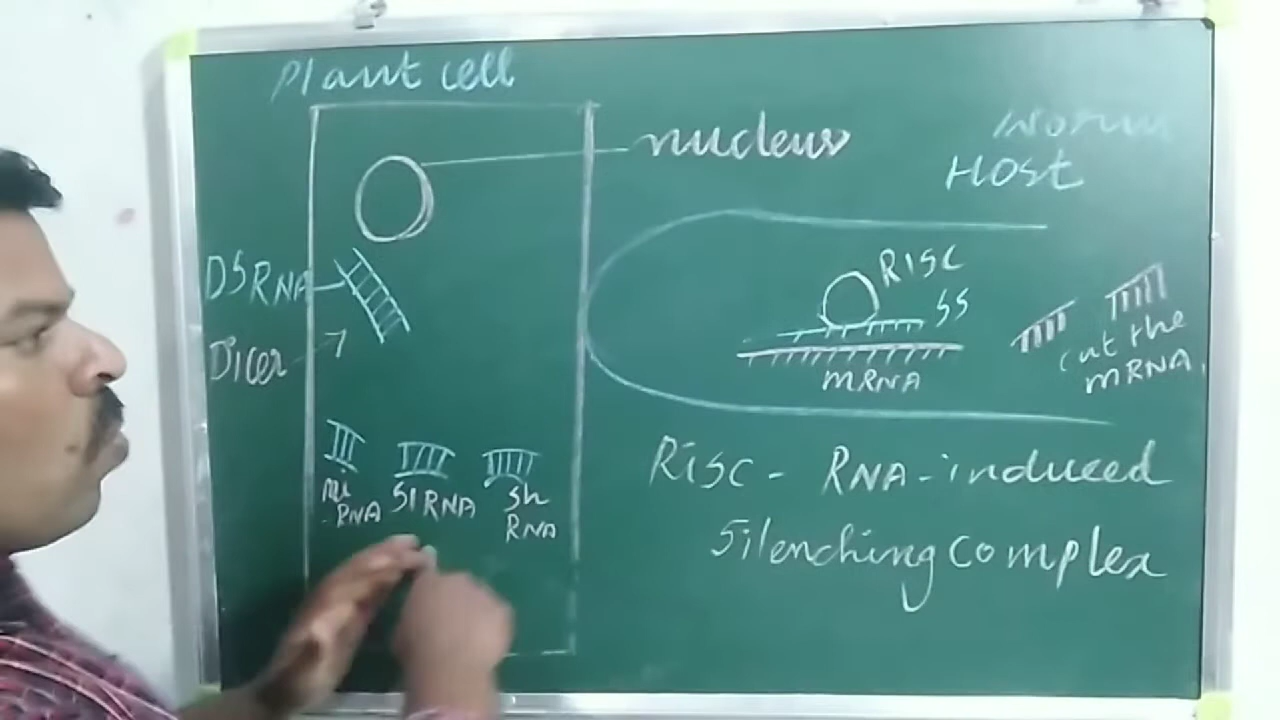 Plant cell
nucleus
Host
DSRNA
Dicer
RISC
SS
mRNA
cut the
mRNA
mi
RNA
SIRNA
Sh
RNA
RISC - RNA-induced
Silenching complex